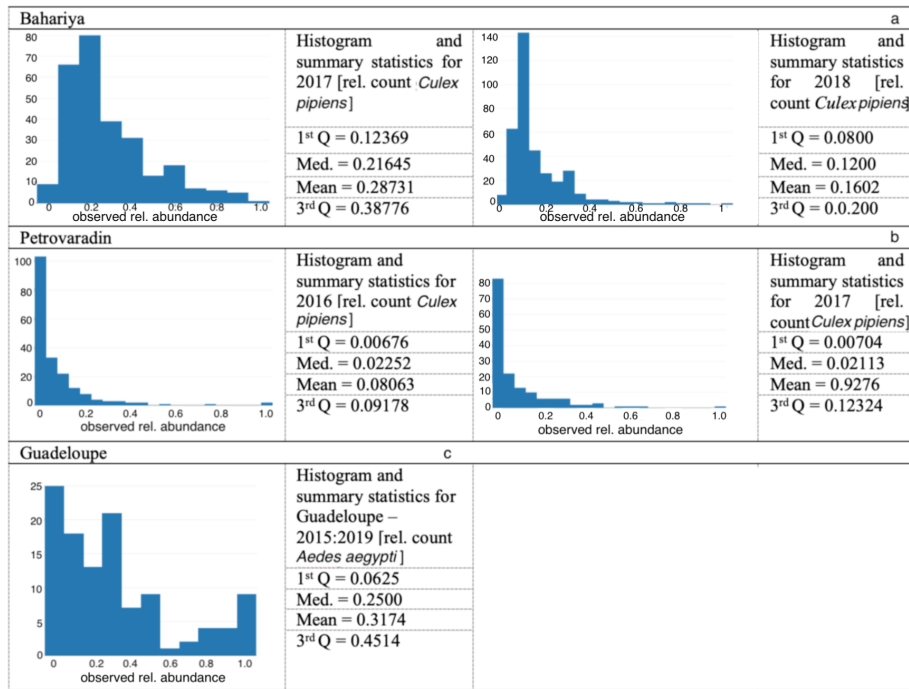 Bahariya
a
80
70
60
50
40
30
20
10
0
0 0.2 0.4 0.6 0.8 1.0
observed rel. abundance
Histogram and
summary statistics for
2017 [rel. count Culex
pipiens]
1st Q = 0.12369
Med. = 0.21645
Mean = 0.28731
3rd Q = 0.38776
140
120
100
80
60
40
20
0
0 0.2 0.4 0.6 0.8 1.0
observed rel. abundance
Histogram and
summary statistics
for 2018 [rel.
count Culex pipiens]
1st Q = 0.0800
Med. = 0.1200
Mean = 0.1602
3rd Q = 0.0.200
Petrovaradin
b
100
80
60
40
20
0
0 0.2 0.4 0.6 0.8 1.0
observed rel. abundance
Histogram and
summary statistics for
2016 [rel. count Culex
pipiens]
1st Q = 0.00676
Med. = 0.02252
Mean = 0.08063
3rd Q = 0.09178
80
70
60
50
40
30
20
10
0
0 0.2 0.4 0.6 0.8 1.0
observed rel. abundance
Histogram and
summary statistics
for 2017 [rel.
count Culex pipiens]
1st Q = 0.00704
Med. = 0.02113
Mean = 0.9276
3rd Q = 0.12324
Guadeloupe
c
25
20
15
10
5
0
0 0.2 0.4 0.6 0.8 1.0
observed rel. abundance
Histogram and
summary statistics for
Guadeloupe –
2015:2019 [rel. count
Aedes aegypti]
1st Q = 0.0625
Med. = 0.2500
Mean = 0.3174
3rd Q = 0.4514